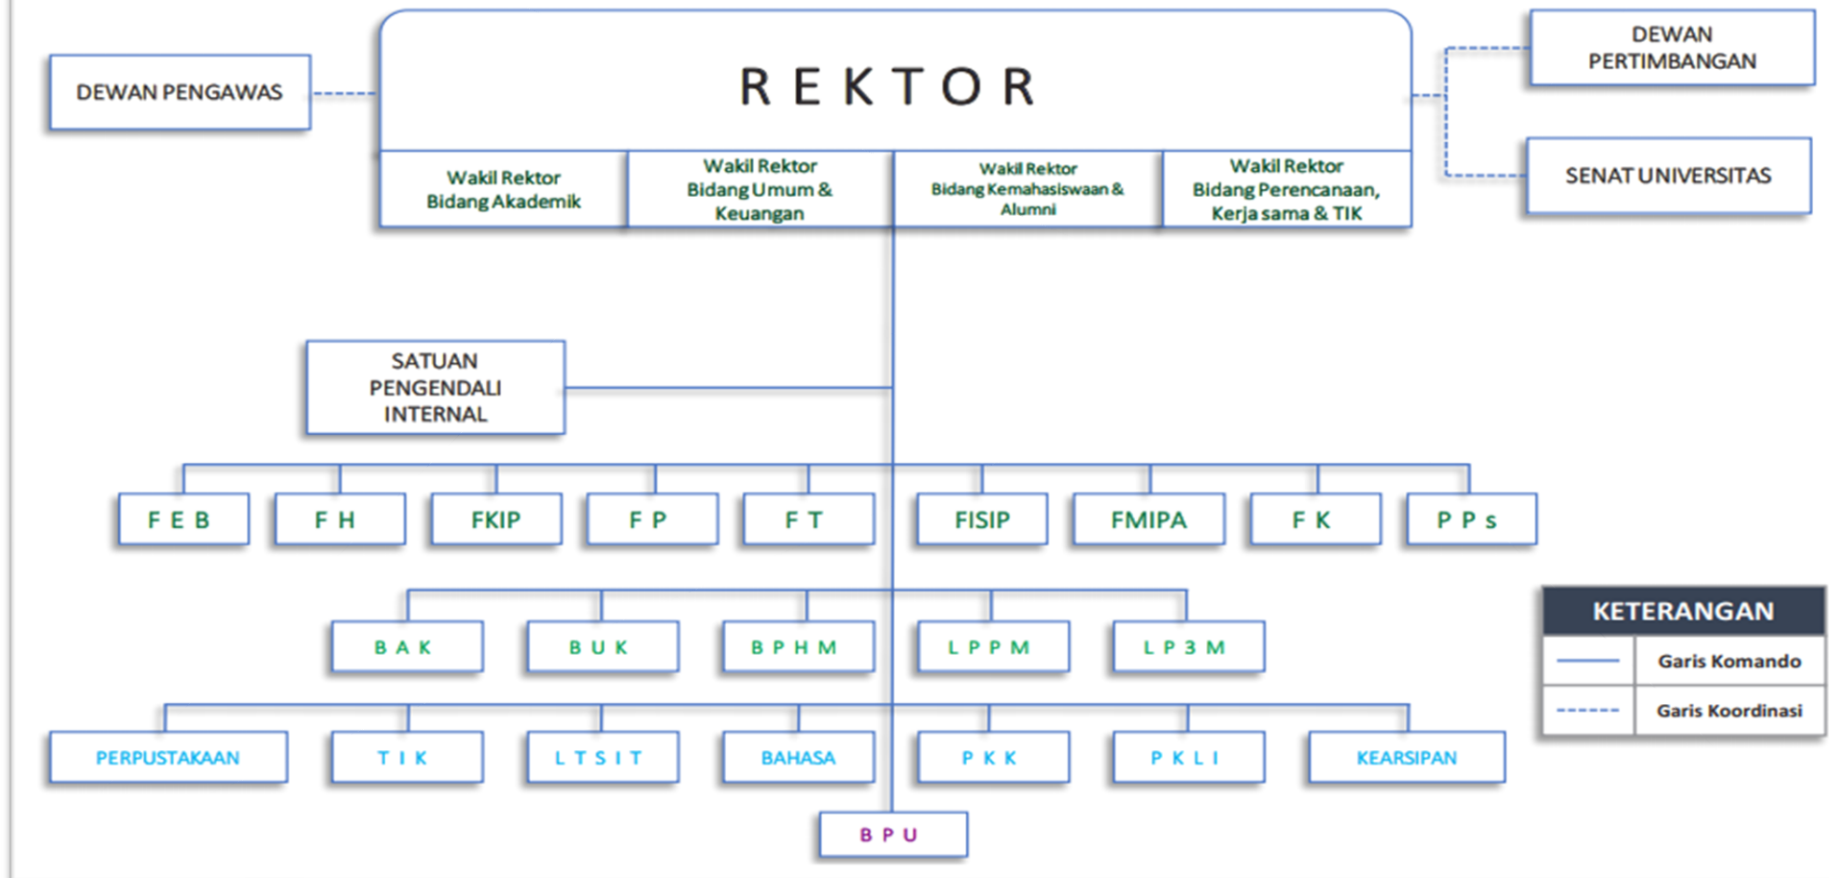 DEWAN PENGAWAS
R E K T O R
DEWAN
PERTIMBANGAN
SENAT UNIVERSITAS
Wakil Rektor
Bidang Akademik
Wakil Rektor
Bidang Umum &
Keuangan
Wakil Rektor
Bidang Kemahasiswaan &
Alumni
Wakil Rektor
Bidang Perencanaan,
Kerja sama & TIK
SATUAN
PENGENDALI
INTERNAL
F E B
F H
FKIP
F P
F T
FISIP
FMIPA
F K
P P s
B A K
B U K
B P H M
L P P M
L P 3 M
KETERANGAN
Garis Komando
Garis Koordinasi
PERPUSTAKAAN
T I K
L T S I T
BAHASA
P K K
P K L I
KEARSIPAN
B P U